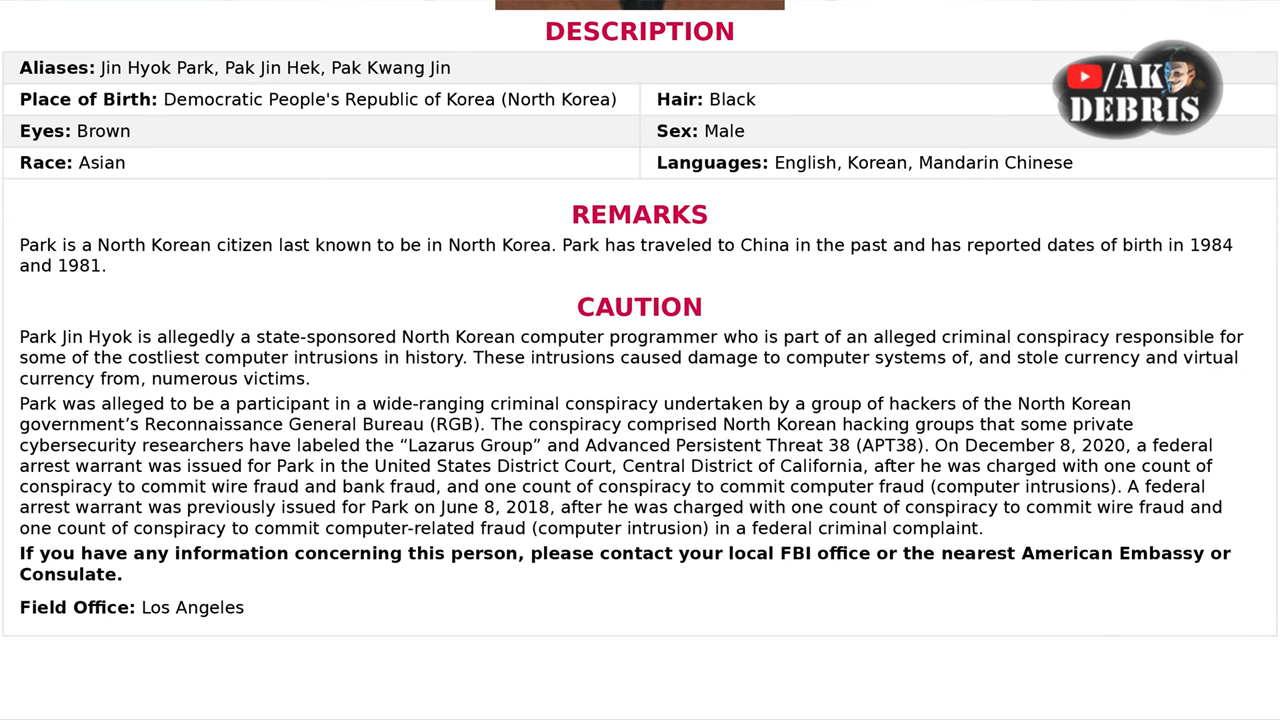 DESCRIPTION
Aliases: Jin Hyok Park, Pak Jin Hek, Pak Kwang Jin
/AK
DEBRIS
Place of Birth: Democratic People's Republic of Korea (North Korea)
Hair: Black
Eyes: Brown
Sex: Male
Race: Asian
Languages: English, Korean, Mandarin Chinese
REMARKS
Park is a North Korean citizen last known to be in North Korea. Park has traveled to China in the past and has reported dates of birth in 1984
and 1981.
CAUTION
Park Jin Hyok is allegedly a state-sponsored North Korean computer programmer who is part of an alleged criminal conspiracy responsible for
some of the costliest computer intrusions in history. These intrusions caused damage to computer systems of, and stole currency and virtual
currency from, numerous victims.
Park was alleged to be a participant in a wide-ranging criminal conspiracy undertaken by a group of hackers of the North Korean
government’s Reconnaissance General Bureau (RGB). The conspiracy comprised North Korean hacking groups that some private
cybersecurity researchers have labeled the “Lazarus Group” and Advanced Persistent Threat 38 (APT38). On December 8, 2020, a federal
arrest warrant was issued for Park in the United States District Court, Central District of California, after he was charged with one count of
conspiracy to commit wire fraud and bank fraud, and one count of conspiracy to commit computer fraud (computer intrusions). A federal
arrest warrant was previously issued for Park on June 8, 2018, after he was charged with one count of conspiracy to commit wire fraud and
one count of conspiracy to commit computer-related fraud (computer intrusion) in a federal criminal complaint.
If you have any information concerning this person, please contact your local FBI office or the nearest American Embassy or
Consulate.
Field Office: Los Angeles